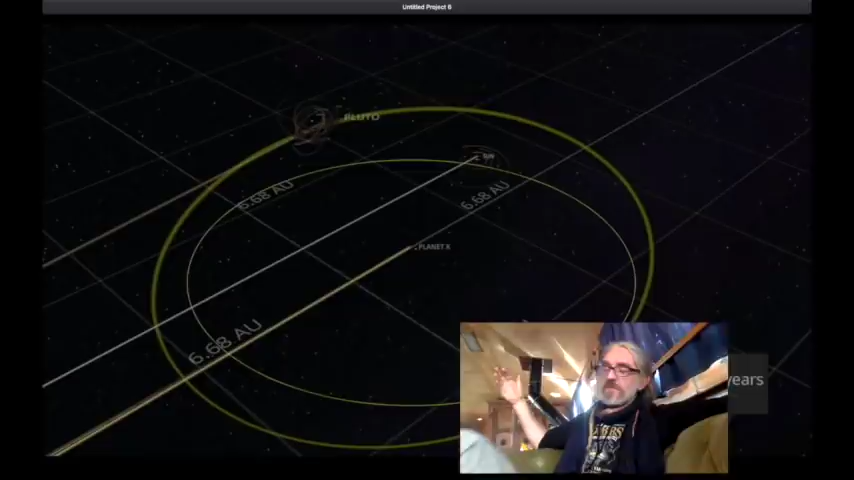 Untitled Project 6
PLUTO
6.68 AU
6.68 AU
PLANET X
6.68 AU
years